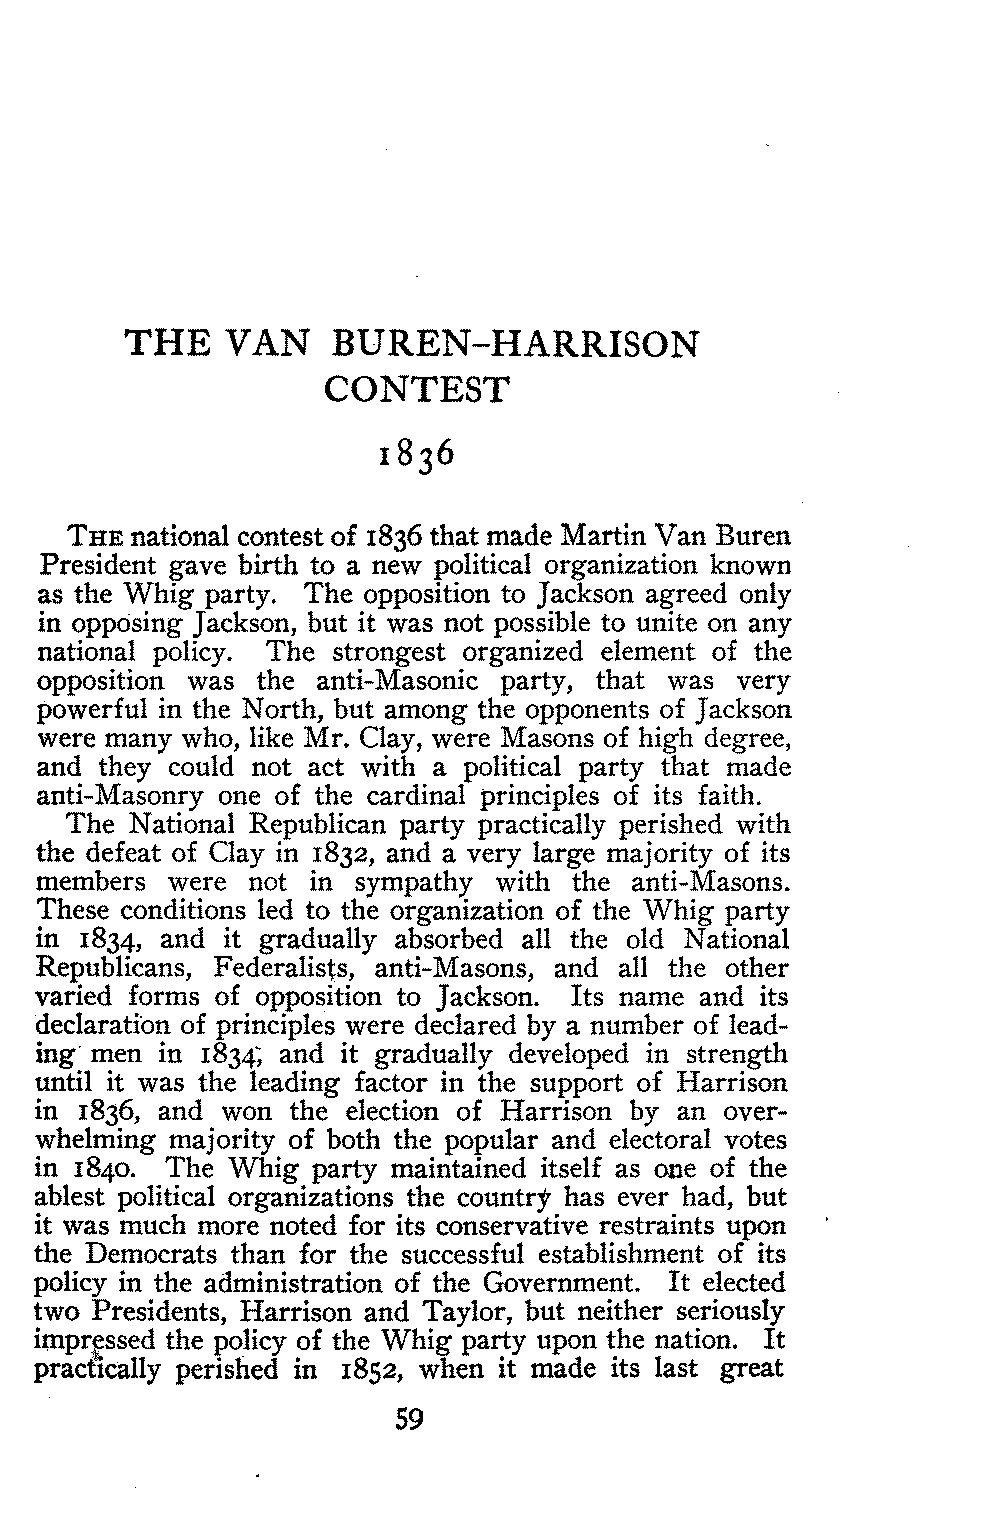 THE VAN BUREN–HARRISON
CONTEST
1836
THE national contest of 1836 that made Martin Van Buren
President gave birth to a new political organization known
as the Whig party. The opposition to Jackson agreed only
in opposing Jackson, but it was not possible to unite on any
national policy. The strongest organized element of the
opposition was the anti-Masonic party, that was very
powerful in the North, but among the opponents of Jackson
were many who, like Mr. Clay, were Masons of high degree,
and they could not act with a political party that made
anti-Masonry one of the cardinal principles of its faith.
The National Republican party practically perished with
the defeat of Clay in 1832, and a very large majority of its
members were not in sympathy with the anti-Masons.
These conditions led to the organization of the Whig party
in 1834, and it gradually absorbed all the old National
Republicans, Federalists, anti-Masons, and all the other
varied forms of opposition to Jackson. Its name and its
declaration of principles were declared by a number of lead-
ing men in 1834, and it gradually developed in strength
until it was the leading factor in the support of Harrison
in 1836, and won the election of Harrison by an over-
whelming majority of both the popular and electoral votes
in 1840. The Whig party maintained itself as one of the
ablest political organizations the country has ever had, but
it was much more noted for its conservative restraints upon
the Democrats than for the successful establishment of its
policy in the administration of the Government. It elected
two Presidents, Harrison and Taylor, but neither seriously
impressed the policy of the Whig party upon the nation. It
practically perished in 1852, when it made its last great
59